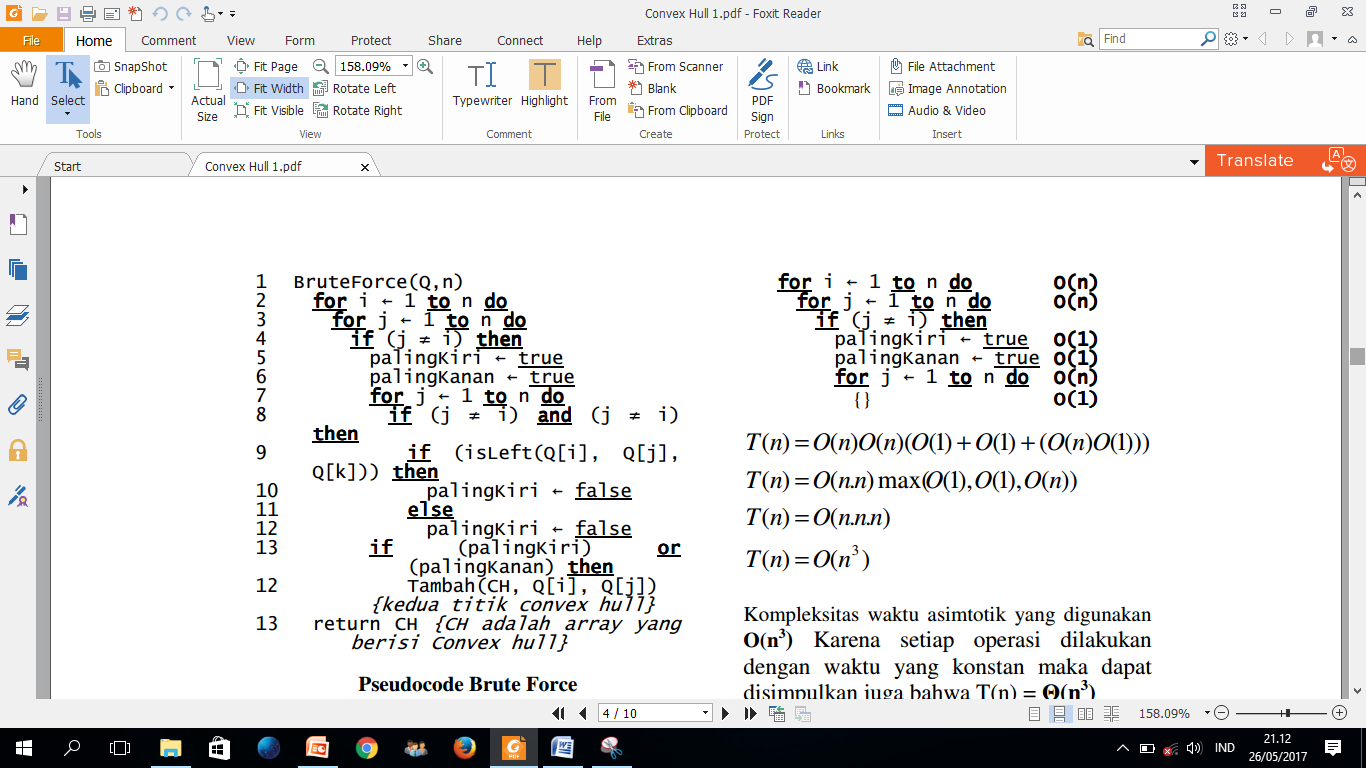 Convex Hull 1.pdf - Foxit Reader
File Home Comment View Form Protect Share Connect Help Extras
Find
Hand
Select
SnapShot
Clipboard
Tools
Actual Size
Fit Page
Fit Width
Fit Visible
158.09%
Rotate Left
Rotate Right
View
Typewriter
Highlight
Comment
From File
From Scanner
Blank
From Clipboard
Create
PDF Sign
Protect
Link
Bookmark
Links
File Attachment
Image Annotation
Audio & Video
Insert
Start
Convex Hull 1.pdf
Translate
1 BruteForce(Q,n)
2 for i ← 1 to n do
3 for j ← 1 to n do
4 if (j ≠ i) then
5 palingKiri ← true
6 palingKanan ← true
7 for j ← 1 to n do
8 if (j ≠ i) and (j ≠ i)
then
9 if (isLeft(Q[i], Q[j],
Q[k])) then
10 palingKiri ← false
11 else
12 palingKiri ← false
13 if (palingKiri) or
(palingKanan) then
12 Tambah(CH, Q[i], Q[j])
{kedua titik convex hull}
13 return CH {CH adalah array yang
berisi Convex hull}
Pseudocode Brute Force
for i ← 1 to n do O(n)
for j ← 1 to n do O(n)
if (j ≠ i) then
palingKiri ← true O(1)
palingKanan ← true O(1)
for j ← 1 to n do O(n)
{} O(1)
T(n) = O(n)O(n)(O(1) + O(1) + (O(n)O(1)))
T(n) = O(n.n) max(O(1), O(1), O(n))
T(n) = O(n.n.n)
T(n) = O(n³)
Kompleksitas waktu asimtotik yang digunakan
O(n³) Karena setiap operasi dilakukan
dengan waktu yang konstan maka dapat
disimpulkan juga bahwa T(n) = Θ(n³)
4 / 10
158.09%
IND
21.12
26/05/2017